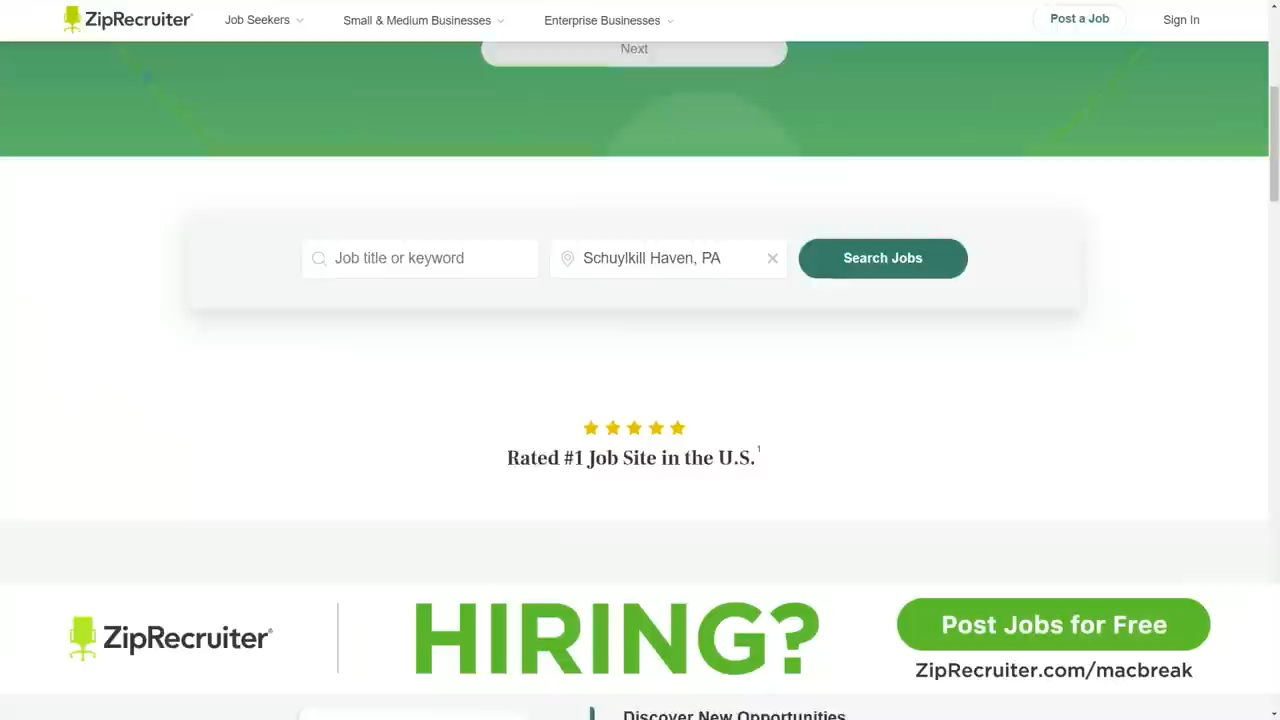 ZipRecruiter
Job Seekers
Small & Medium Businesses
Enterprise Businesses
Post a Job
Sign In
Next
Job title or keyword
Schuylkill Haven, PA
Search Jobs
Rated #1 Job Site in the U.S.1
ZipRecruiter
HIRING?
Post Jobs for Free
ZipRecruiter.com/macbreak
Discover New Opportunities